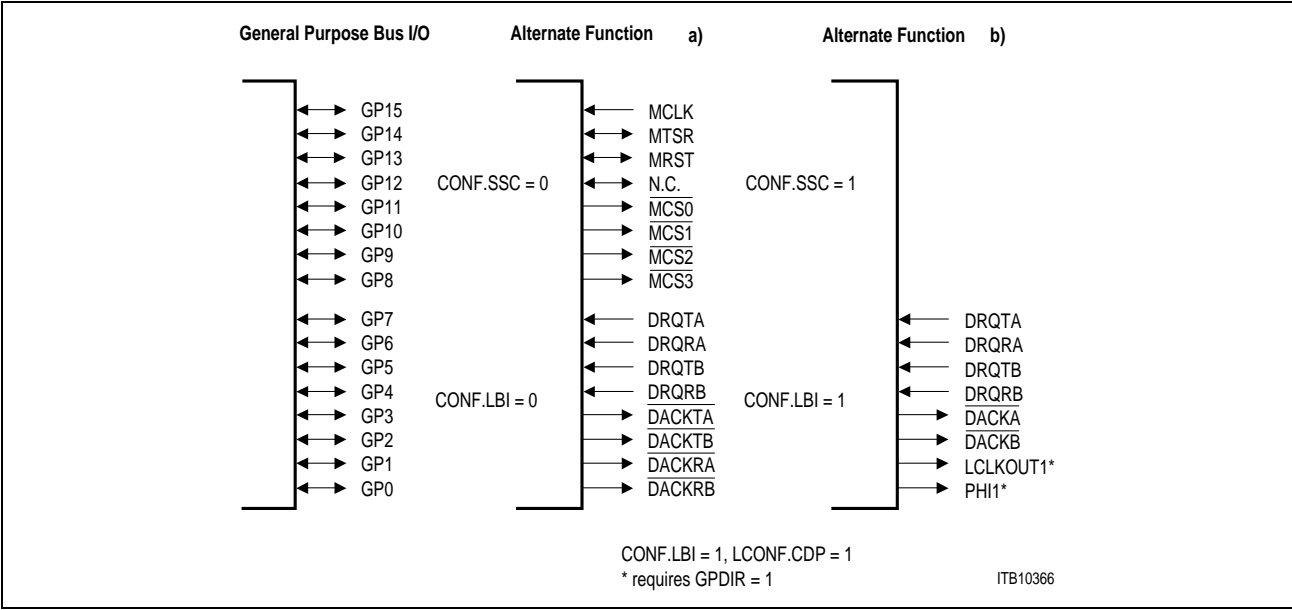 General Purpose Bus I/O Alternate Function a) Alternate Function b)
GP15 MCLK
GP14 MTSR
GP13 MRST
GP12 CONF.SSC = 0 N.C. CONF.SSC = 1
GP11 MCS0
GP10 MCS1
GP9 MCS2
GP8 MCS3
GP7 DRQTA DRQTA
GP6 DRQRA DRQRA
GP5 DRQTB DRQTB
GP4 CONF.LBI = 0 DRQRB CONF.LBI = 1 DRQRB
GP3 DACKTA DACKA
GP2 DACKTB DACKB
GP1 DACKRA LCLKOUT1*
GP0 DACKRB PHI1*
CONF.LBI = 1, LCONF.CDP = 1
* requires GPDIR = 1 ITB10366